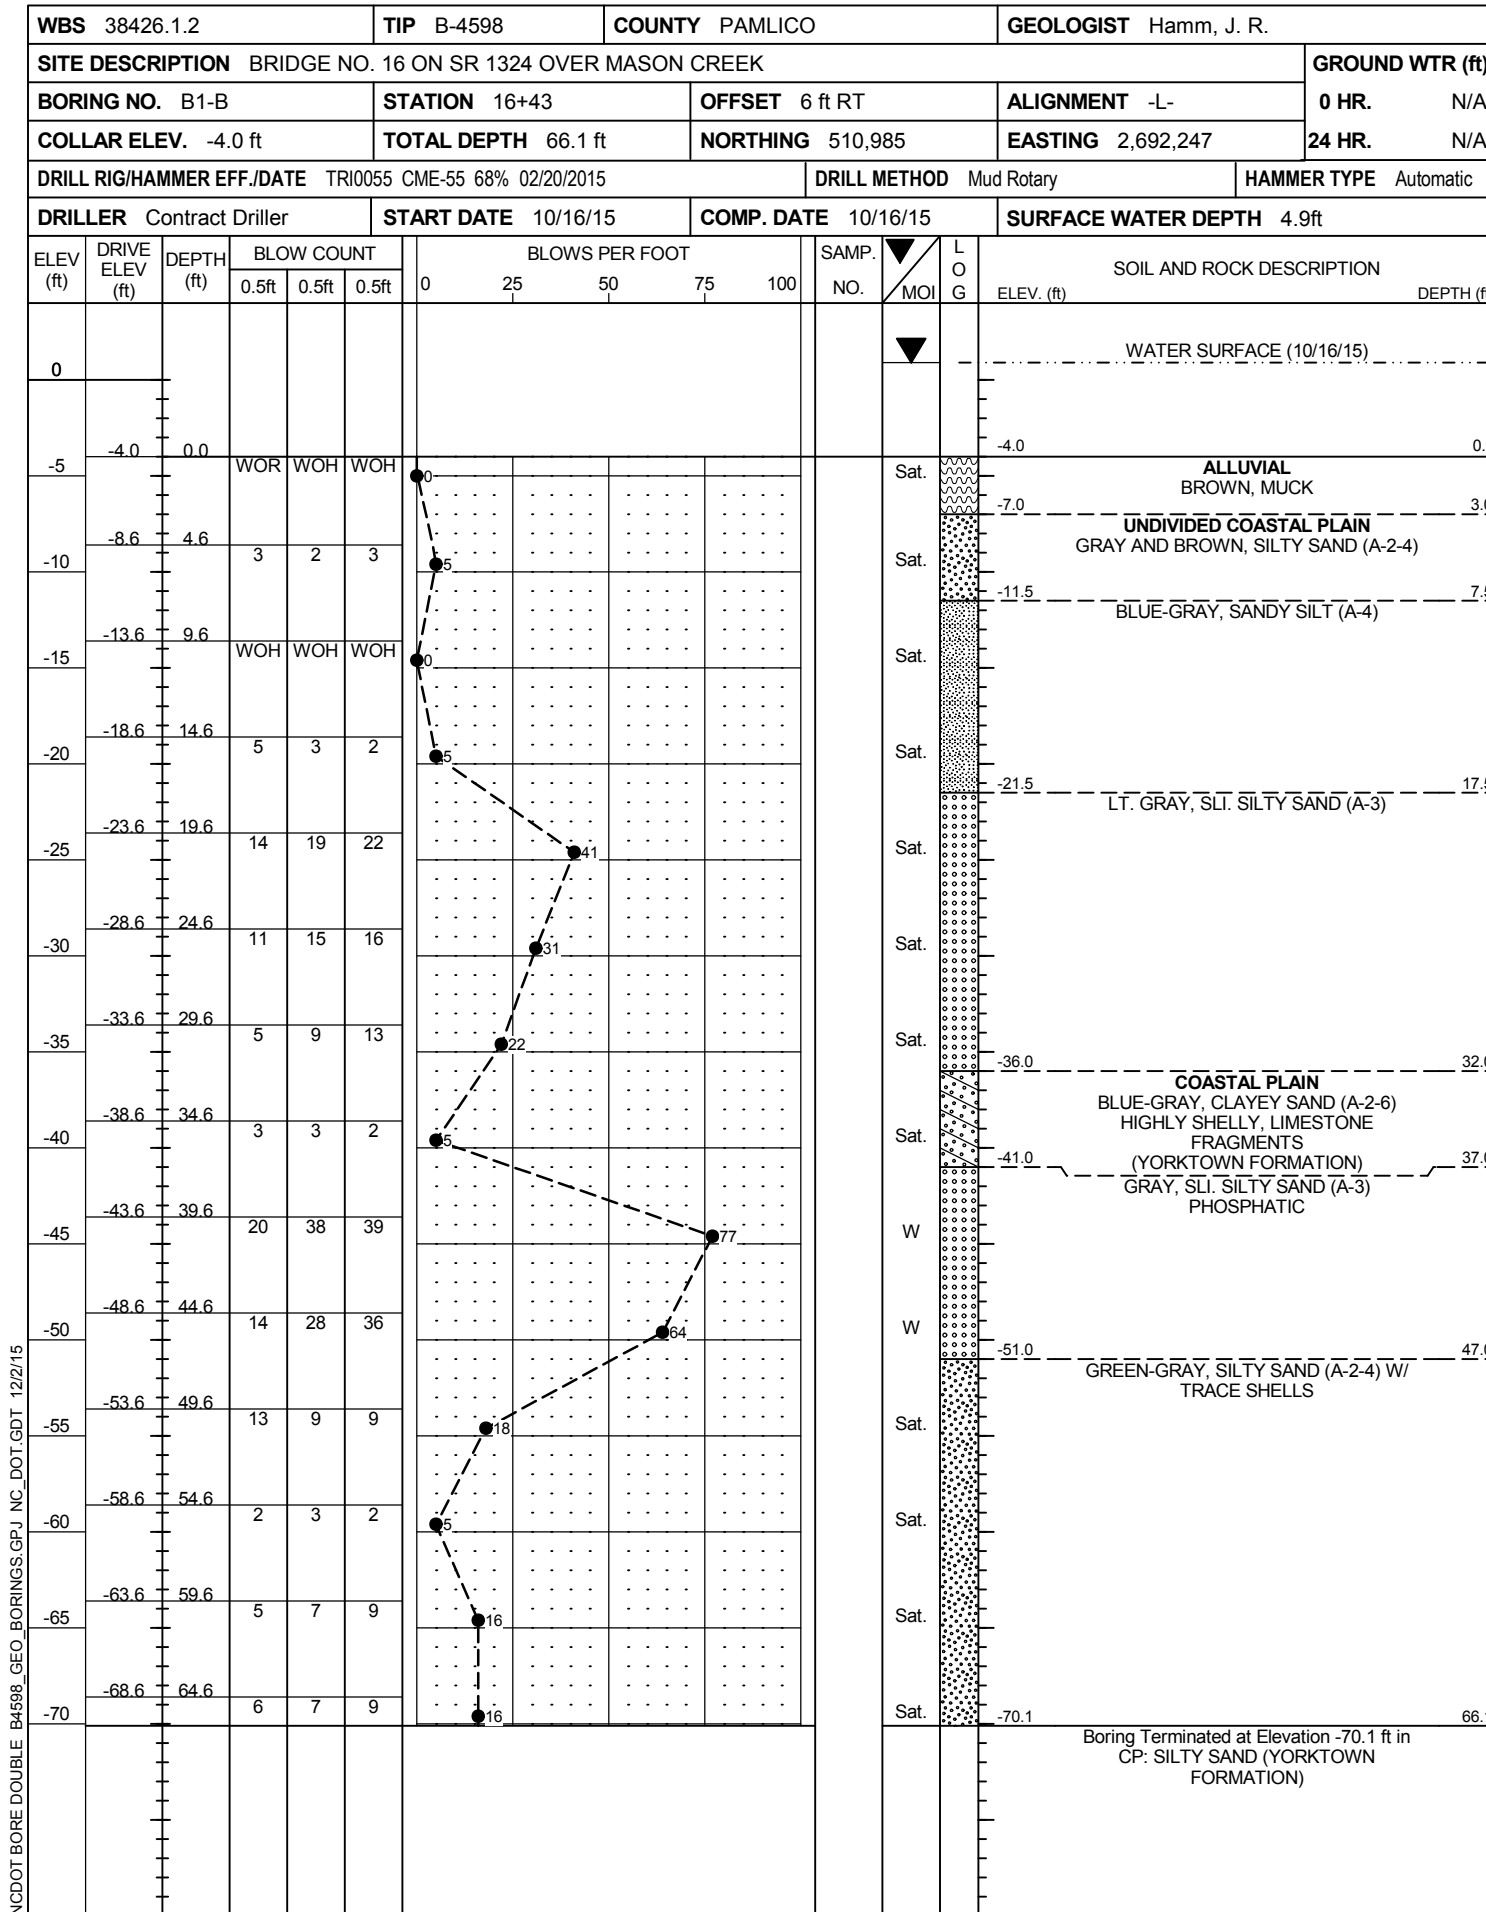 WBS 38426.1.2 TIP B-4598 COUNTY PAMLICO GEOLOGIST Hamm, J. R.
SITE DESCRIPTION BRIDGE NO. 16 ON SR 1324 OVER MASON CREEK GROUND WTR (ft)
BORING NO. B1-B STATION 16+43 OFFSET 6 ft RT ALIGNMENT -L- 0 HR. N/A
COLLAR ELEV. -4.0 ft TOTAL DEPTH 66.1 ft NORTHING 510,985 EASTING 2,692,247 24 HR. N/A
DRILL RIG/HAMMER EFF./DATE TRI0055 CME-55 68% 02/20/2015 DRILL METHOD Mud Rotary HAMMER TYPE Automatic
DRILLER Contract Driller START DATE 10/16/15 COMP. DATE 10/16/15 SURFACE WATER DEPTH 4.9ft
ELEV (ft) DRIVE ELEV (ft) DEPTH (ft) BLOW COUNT BLOWS PER FOOT SAMP. NO. MOI LOG SOIL AND ROCK DESCRIPTION
0.5ft 0.5ft 0.5ft 0 25 50 75 100 ELEV. (ft) DEPTH (ft
WATER SURFACE (10/16/15)
0
-4.0 0.0 -4.0 0.
-5 WOR WOH WOH 0 Sat. ALLUVIAL
BROWN, MUCK
-7.0 3.0
UNDIVIDED COASTAL PLAIN
-8.6 4.6 GRAY AND BROWN, SILTY SAND (A-2-4)
-10 3 2 3 5 Sat.
-11.5 7.5
BLUE-GRAY, SANDY SILT (A-4)
-13.6 9.6
-15 WOH WOH WOH 0 Sat.
-18.6 14.6
-20 5 3 2 5 Sat.
-21.5 17.5
LT. GRAY, SLI. SILTY SAND (A-3)
-23.6 19.6
-25 14 19 22 41 Sat.
-28.6 24.6
-30 11 15 16 31 Sat.
-33.6 29.6
-35 5 9 13 22 Sat.
-36.0 32.0
COASTAL PLAIN
BLUE-GRAY, CLAYEY SAND (A-2-6)
-38.6 34.6 HIGHLY SHELLY, LIMESTONE
-40 3 3 2 5 Sat. FRAGMENTS
-41.0 (YORKTOWN FORMATION) 37.0
GRAY, SLI. SILTY SAND (A-3)
PHOSPHATIC
-43.6 39.6
-45 20 38 39 77 W
-48.6 44.6
-50 14 28 36 64 W
-51.0 47.0
GREEN-GRAY, SILTY SAND (A-2-4) W/
TRACE SHELLS
-53.6 49.6
-55 13 9 9 18 Sat.
-58.6 54.6
-60 2 3 2 5 Sat.
-63.6 59.6
-65 5 7 9 16 Sat.
-68.6 64.6
-70 6 7 9 16 Sat.
-70.1 66.
Boring Terminated at Elevation -70.1 ft in
CP: SILTY SAND (YORKTOWN
FORMATION)
NCDOT BORE DOUBLE B4598_GEO_BORINGS.GPJ NC_DOT.GDT 12/2/15